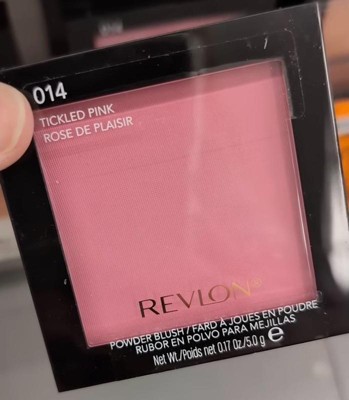 014
TICKLED PINK
ROSE DE PLAISIR
REVLON
POWDER BLUSH / FARD À JOUES EN POUDRE
RUBOR EN POLVO PARA MEJILLAS
Net Wt./Poids net 0.17 Oz./5.0 g ℮